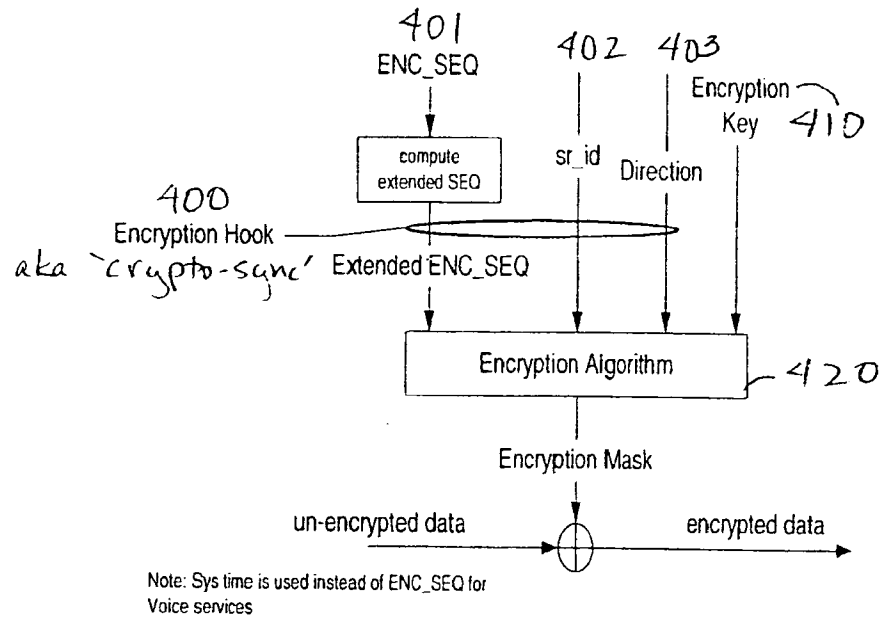 401
ENC_SEQ
402
403
Encryption
Key
410
compute
extended SEQ
sr_id
Direction
400
Encryption Hook
aka 'crypto-sync'
Extended ENC_SEQ
Encryption Algorithm
420
Encryption Mask
un-encrypted data
encrypted data
Note: Sys time is used instead of ENC_SEQ for
Voice services